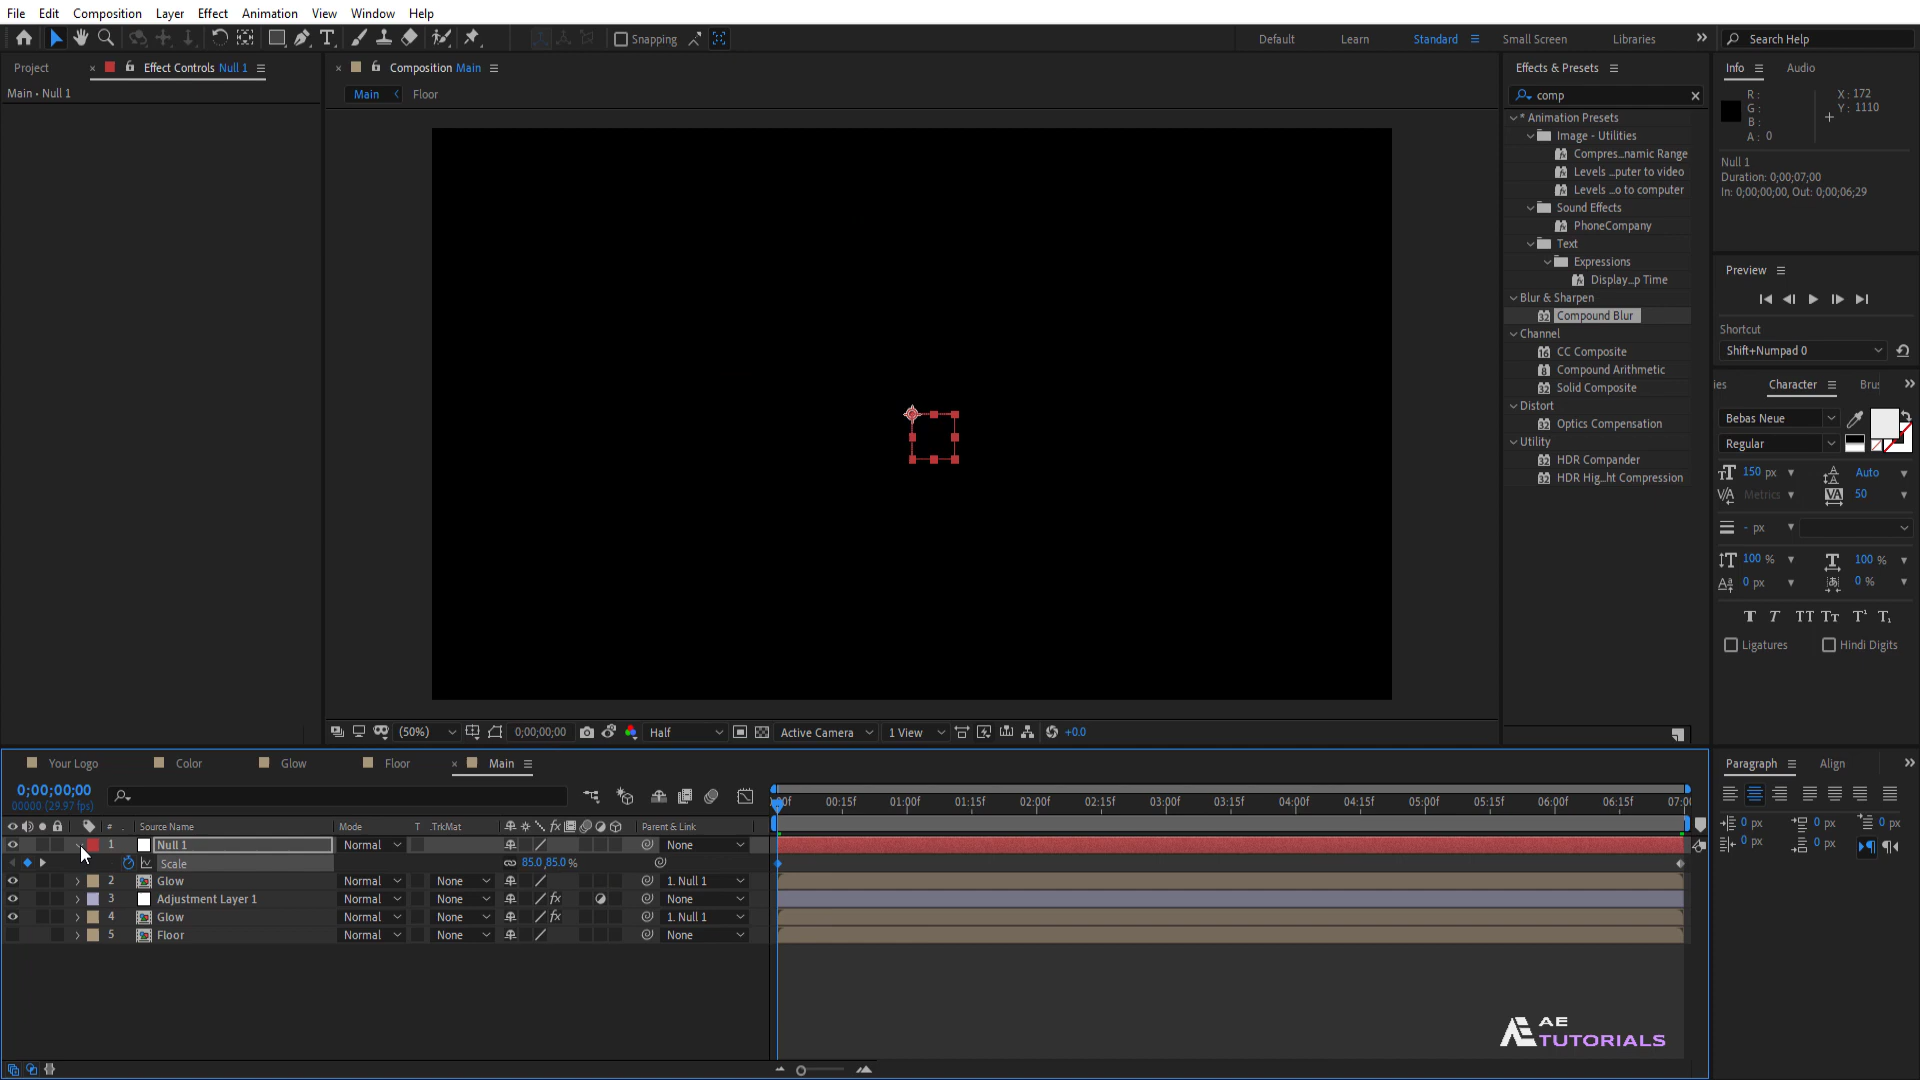 File Edit Composition Layer Effect Animation View Window Help
Snapping Default Learn Standard Small Screen Libraries Search Help
Project Effect Controls Null 1 Composition Main Effects & Presets Info Audio
Main • Null 1
Main Floor
comp
* Animation Presets
Image - Utilities
Compres...namic Range
Levels ...puter to video
Levels ...o to computer
Sound Effects
PhoneCompany
Text
Expressions
Display...p Time
Blur & Sharpen
Compound Blur
Channel
CC Composite
Compound Arithmetic
Solid Composite
Distort
Optics Compensation
Utility
HDR Compander
HDR Hig...ht Compression
R :
G :
B :
A : 0
X : 172
Y : 1110
Null 1
Duration: 0;00;07;00
In: 0;00;00;00, Out: 0;00;06;29
Preview
Shortcut
Shift+Numpad 0
ies Character Bru
Bebas Neue
Regular
150 px Auto
Metrics 50
- px
100 % 100 %
0 px 0 %
Ligatures Hindi Digits
(50%) 0;00;00;00 Half Active Camera 1 View +0.0
Your Logo Color Glow Floor Main
Paragraph Align
0 px 0 px 0 px
0 px 0 px
0;00;00;00
00000 (29.97 fps)
:00f 00:15f 01:00f 01:15f 02:00f 02:15f 03:00f 03:15f 04:00f 04:15f 05:00f 05:15f 06:00f 06:15f 07:00
# Source Name Mode T .TrkMat Parent & Link
1 Null 1 Normal None
Scale 85.0,85.0 %
2 Glow Normal None 1. Null 1
3 Adjustment Layer 1 Normal None None
4 Glow Normal None 1. Null 1
5 Floor Normal None None
AE
TUTORIALS